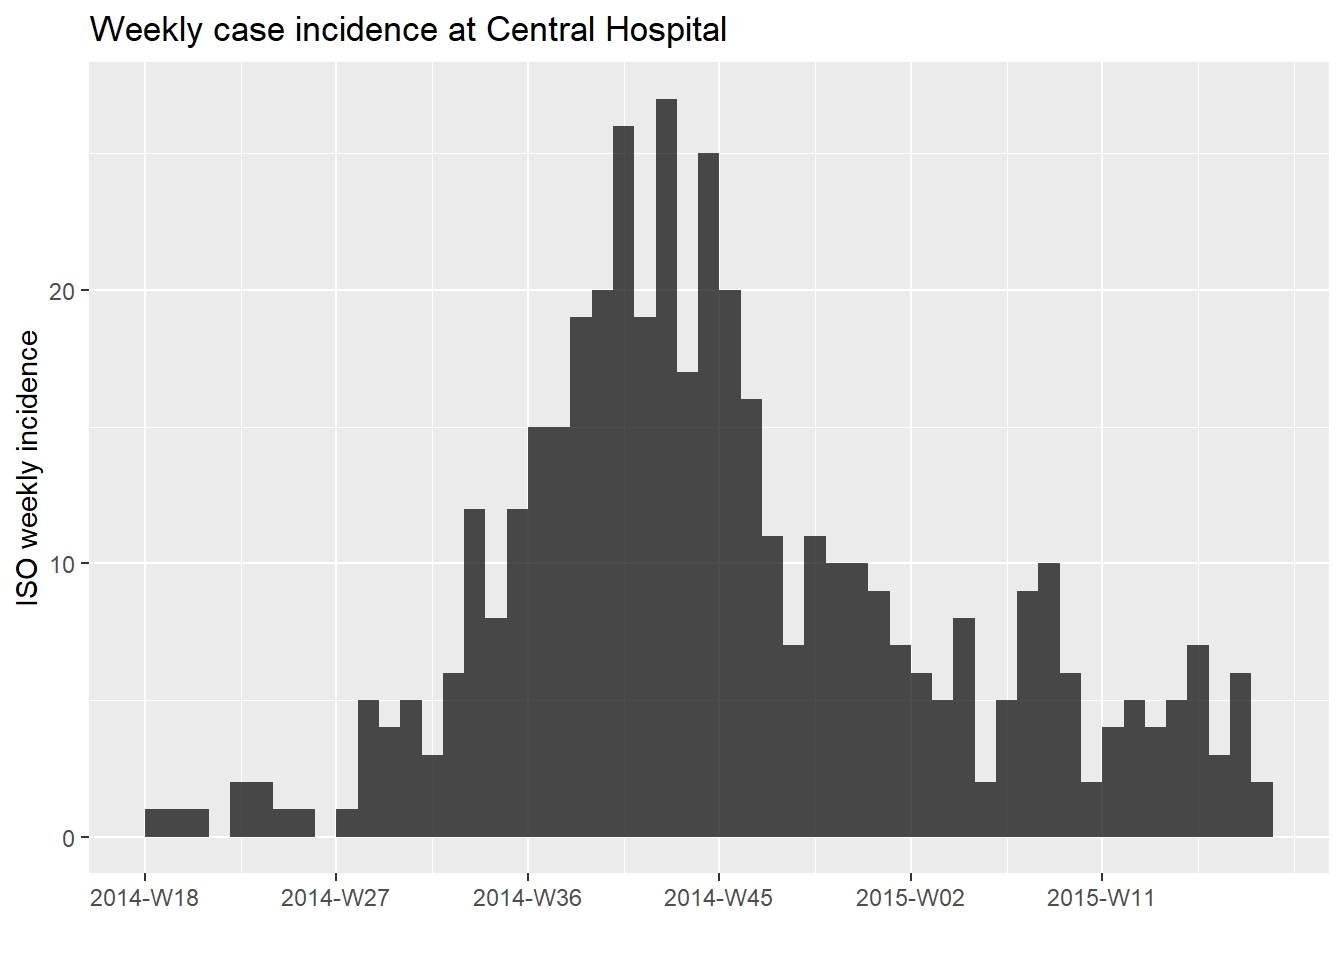 Weekly case incidence at Central Hospital
ISO weekly incidence
20
10
0
2014-W18 2014-W27 2014-W36 2014-W45 2015-W02 2015-W11